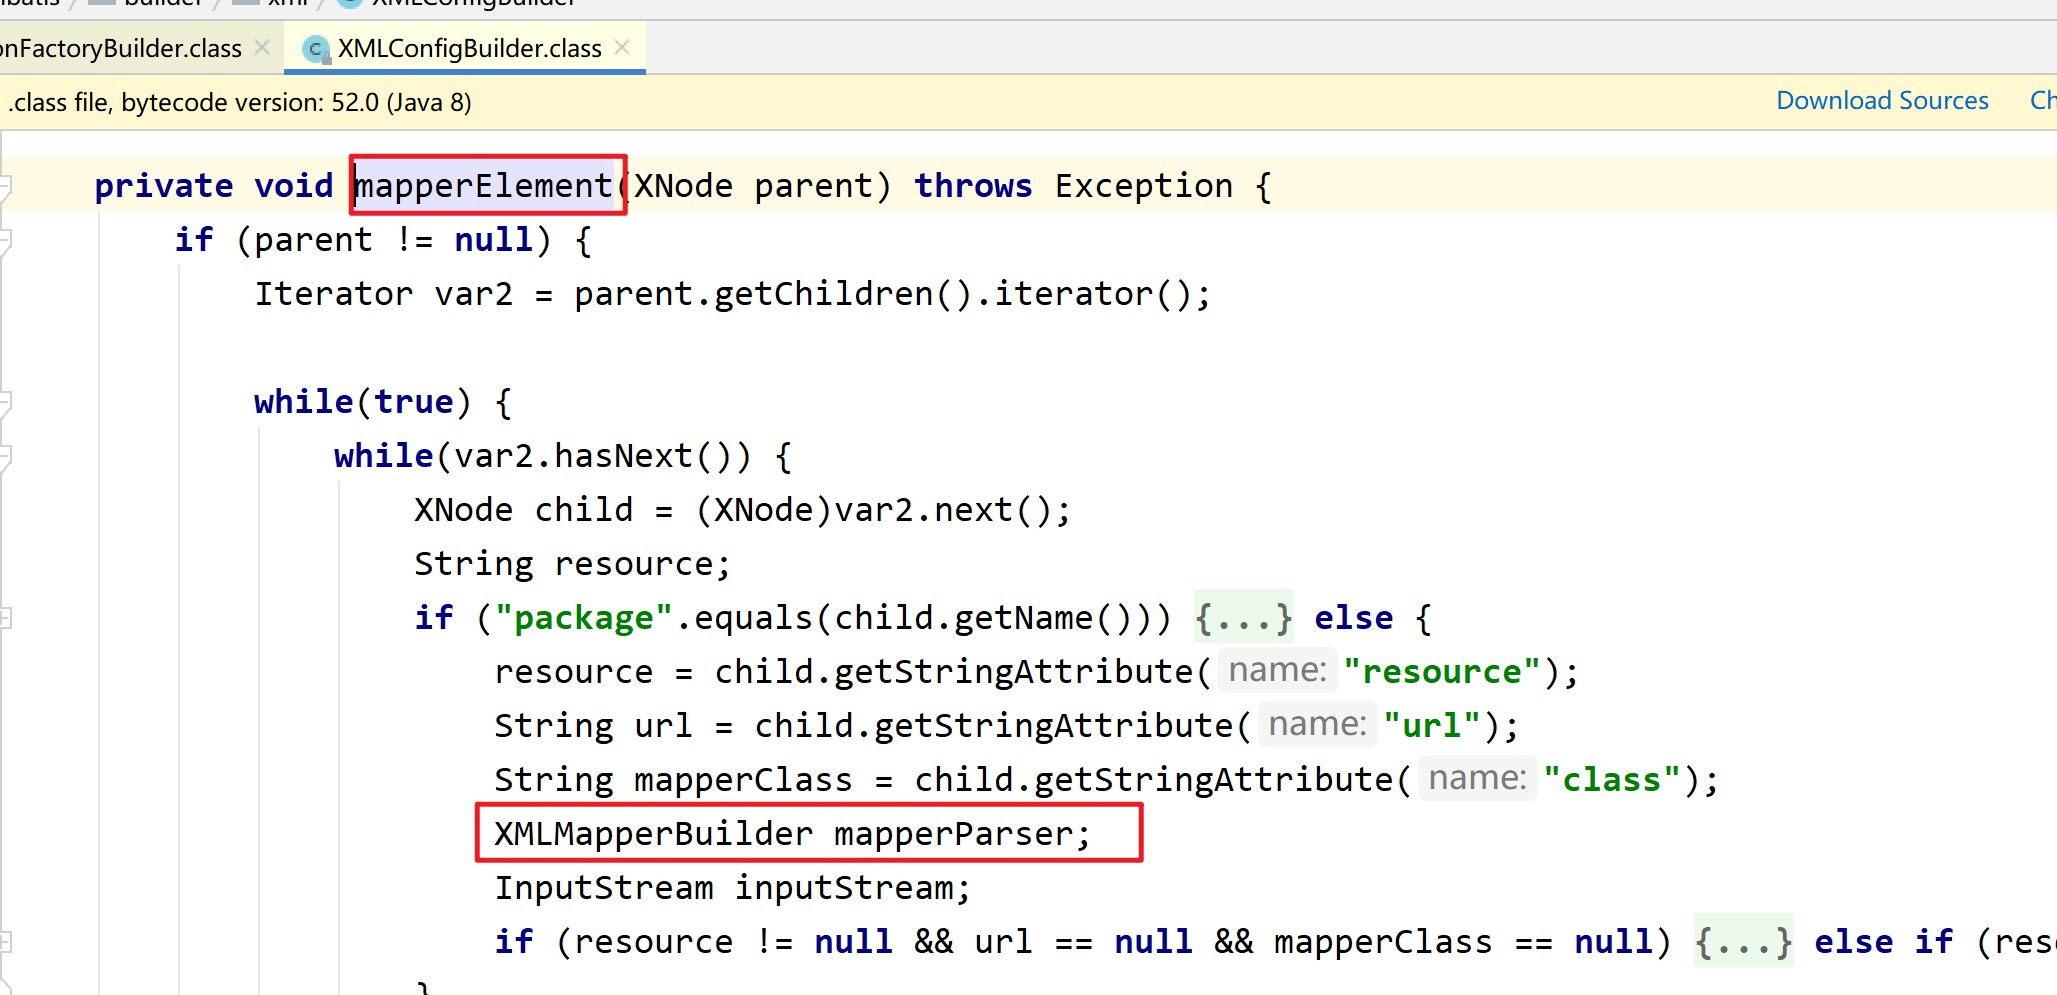 builder xml XMLConfigBuilder
onFactoryBuilder.class XMLConfigBuilder.class
.class file, bytecode version: 52.0 (Java 8) Download Sources
private void mapperElement(XNode parent) throws Exception {
if (parent != null) {
Iterator var2 = parent.getChildren().iterator();
while(true) {
while(var2.hasNext()) {
XNode child = (XNode)var2.next();
String resource;
if ("package".equals(child.getName())) {...} else {
resource = child.getStringAttribute( name: "resource");
String url = child.getStringAttribute( name: "url");
String mapperClass = child.getStringAttribute( name: "class");
XMLMapperBuilder mapperParser;
InputStream inputStream;
if (resource != null && url == null && mapperClass == null) {...} else if (res
}